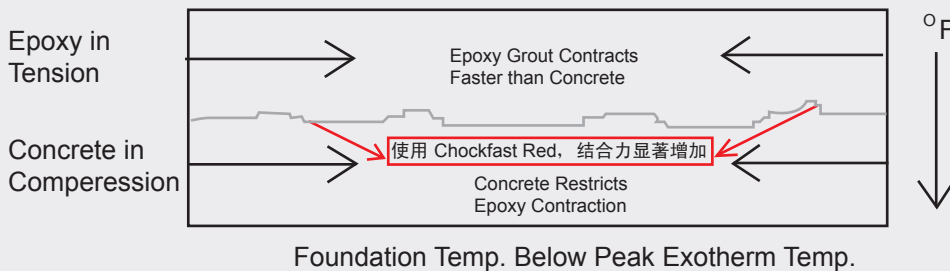 Epoxy in
Tension
Epoxy Grout Contracts
Faster than Concrete
O F
使用 Chockfast Red，结合力显著增加
Concrete in
Comperession
Concrete Restricts
Epoxy Contraction
Foundation Temp. Below Peak Exotherm Temp.